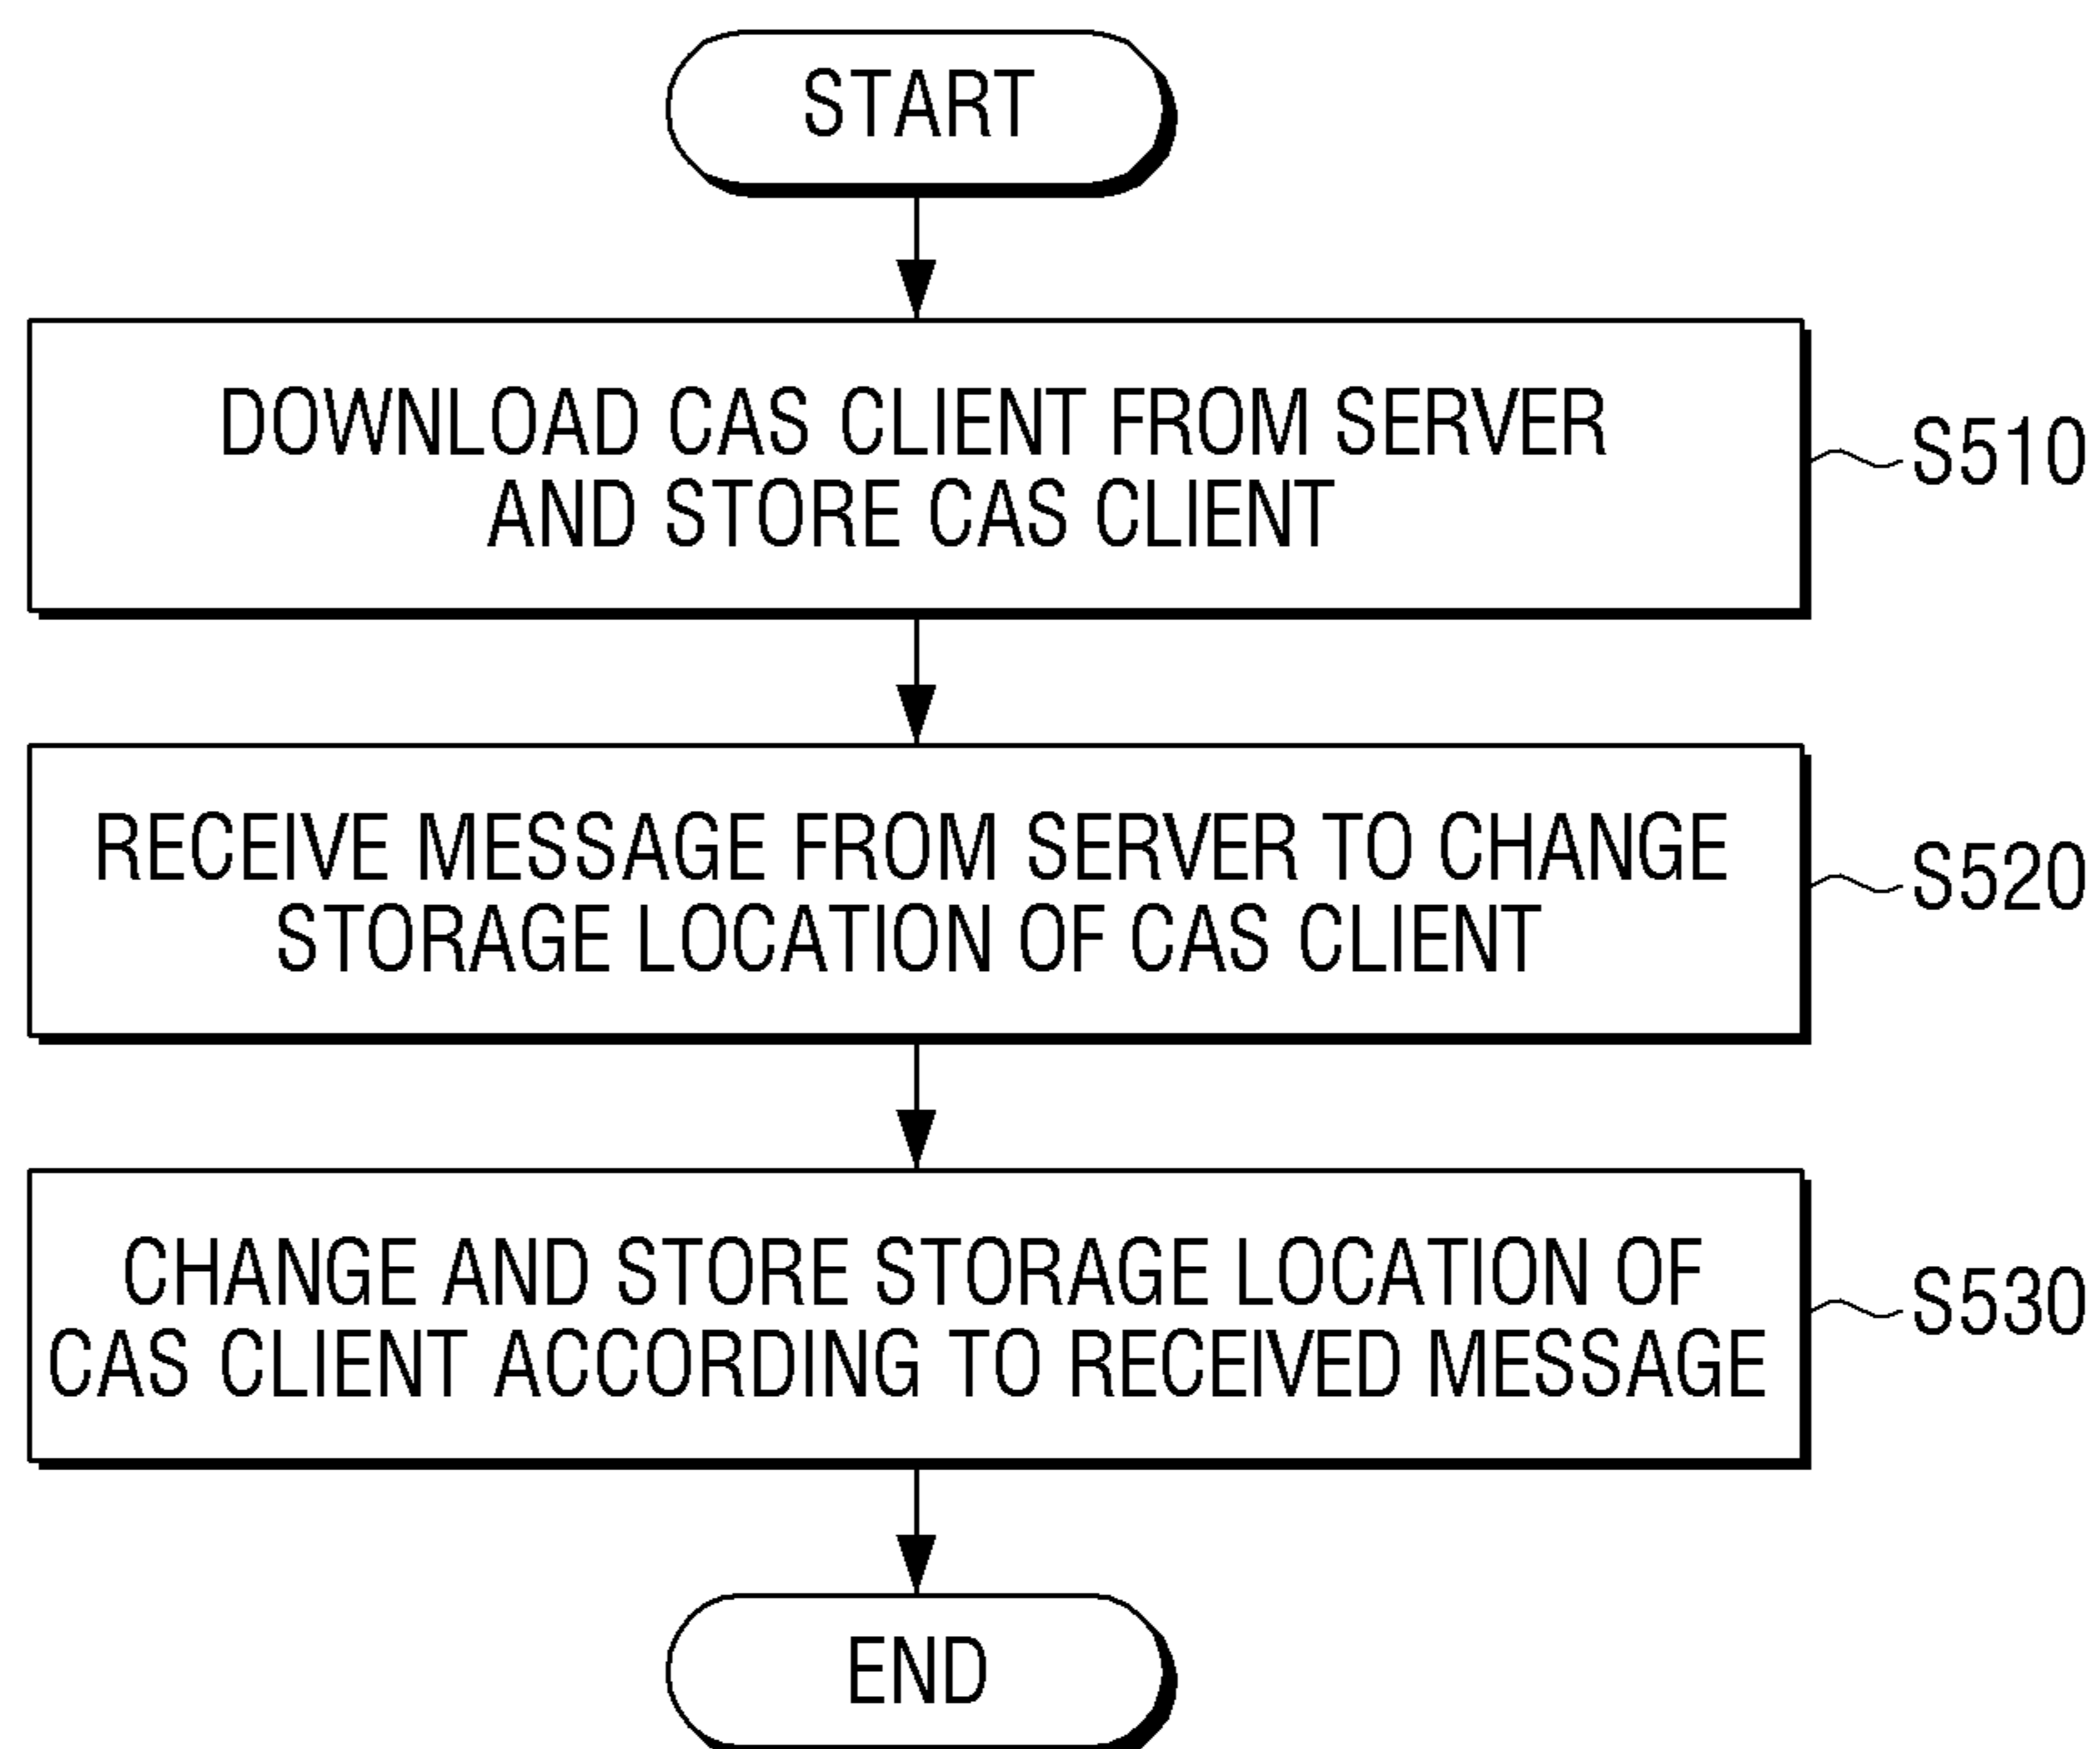 START
DOWNLOAD CAS CLIENT FROM SERVER
AND STORE CAS CLIENT
S510
RECEIVE MESSAGE FROM SERVER TO CHANGE
STORAGE LOCATION OF CAS CLIENT
S520
CHANGE AND STORE STORAGE LOCATION OF
CAS CLIENT ACCORDING TO RECEIVED MESSAGE
S530
END